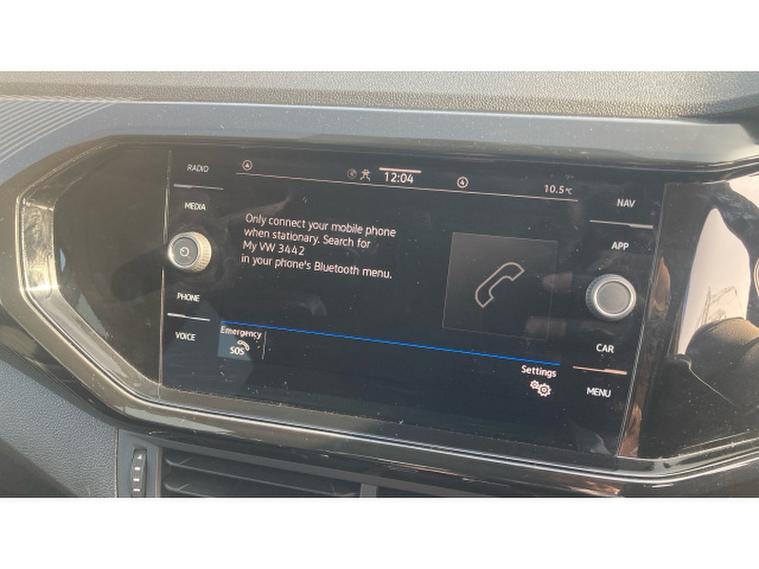 RADIO
MEDIA
PHONE
VOICE
12:04
10.5°C
Only connect your mobile phone
when stationary. Search for
My VW 3442
in your phone's Bluetooth menu.
Emergency
SOS
Settings
NAV
APP
CAR
MENU